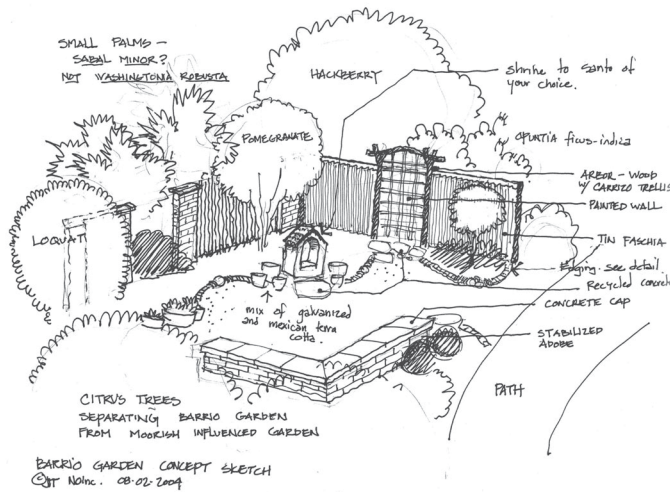 SMALL PALMS –
SABAL MINOR?
NOT WASHINGTONIA ROBUSTA
HACKBERRY
shrine to santo of
your choice.
POMEGRANATE
OPUNTIA ficus-indica
ARBOR – WOOD
W/ CARRIZO TRELLIS
PAINTED WALL
LOQUAT
TIN FASCHIA
Edging: see detail
Recycled concrete
mix of galvanized
and mexican terra
cotta.
CONCRETE CAP
STABILIZED
ADOBE
PATH
CITRUS TREES
SEPARATING BARRIO GARDEN
FROM MOORISH INFLUENCED GARDEN
BARRIO GARDEN CONCEPT SKETCH
08-02-2004